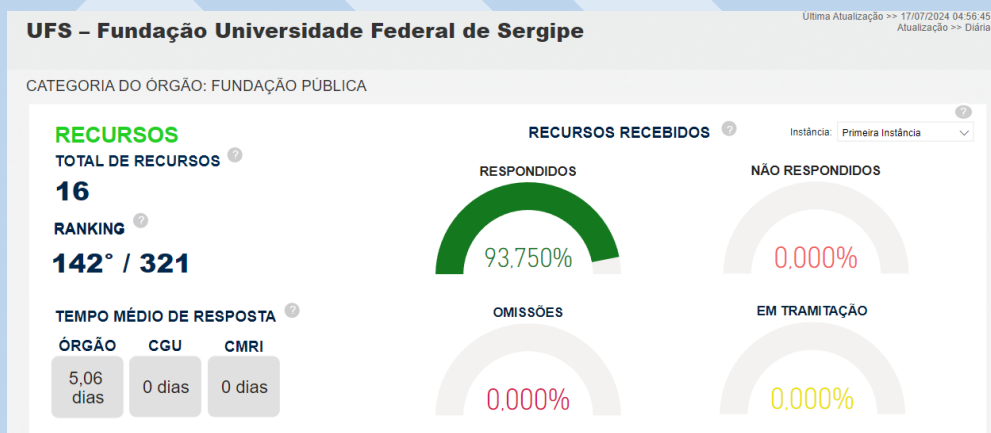 Última Atualização >> 17/07/2024 04:56:45
Atualização >> Diária
UFS – Fundação Universidade Federal de Sergipe
CATEGORIA DO ÓRGÃO: FUNDAÇÃO PÚBLICA
RECURSOS
TOTAL DE RECURSOS ?
16
RANKING ?
142° / 321
TEMPO MÉDIO DE RESPOSTA ?
ÓRGÃO CGU CMRI
5,06 dias
0 dias
0 dias
RECURSOS RECEBIDOS ?
?
Instância: Primeira Instância
RESPONDIDOS
93,750%
NÃO RESPONDIDOS
0,000%
OMISSÕES
0,000%
EM TRAMITAÇÃO
0,000%